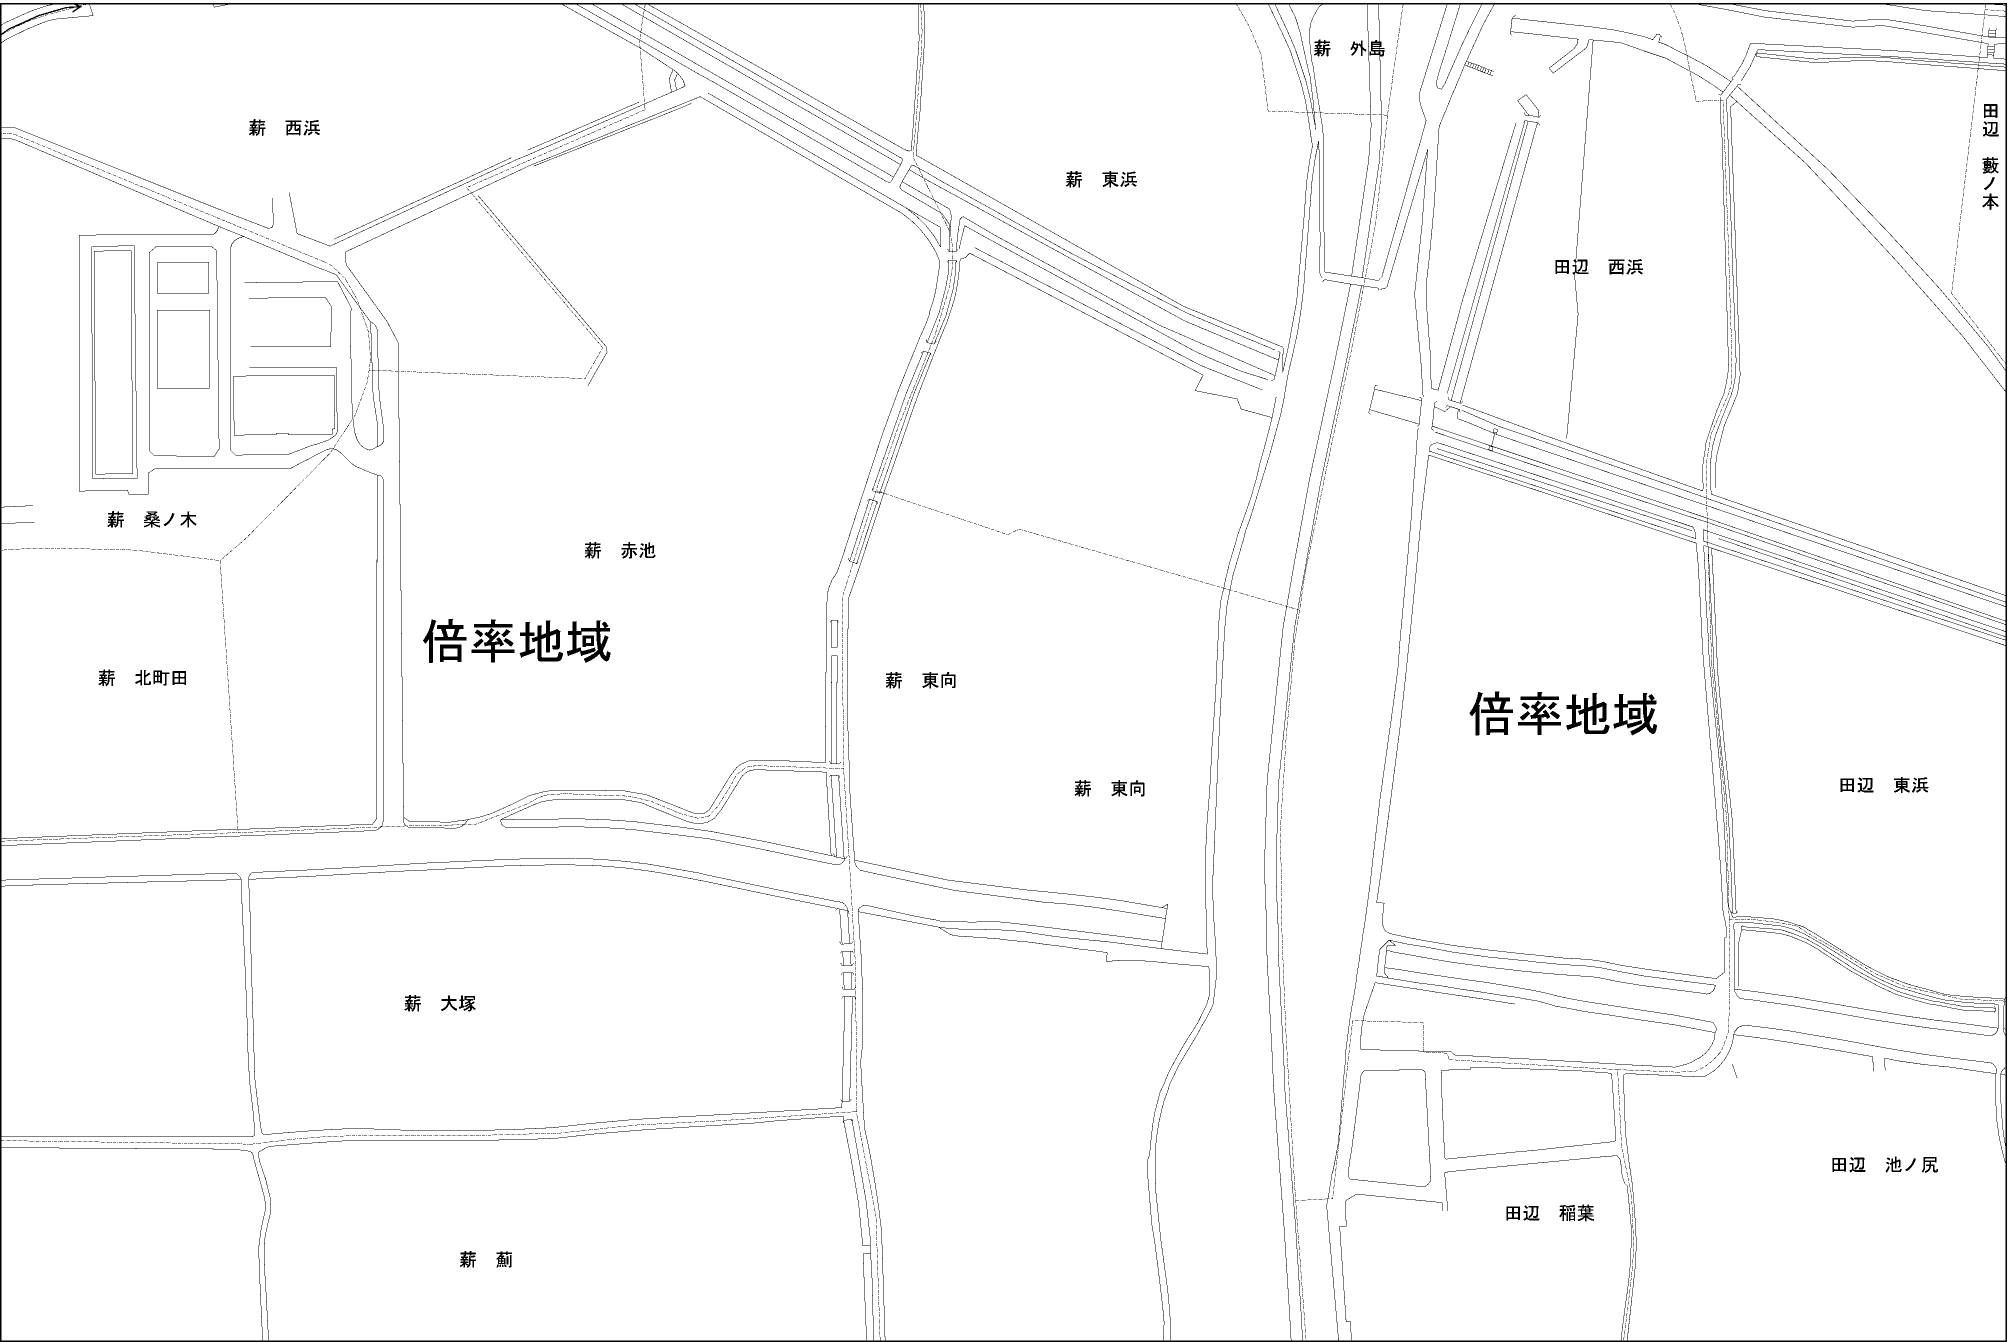 薪　外島
薪　西浜
田辺　藪ノ本
薪　東浜
田辺　西浜
薪　桑ノ木
薪　赤池
倍率地域
薪　北町田
薪　東向
倍率地域
田辺　東浜
薪　東向
薪　大塚
田辺　池ノ尻
田辺　稲葉
薪　薊